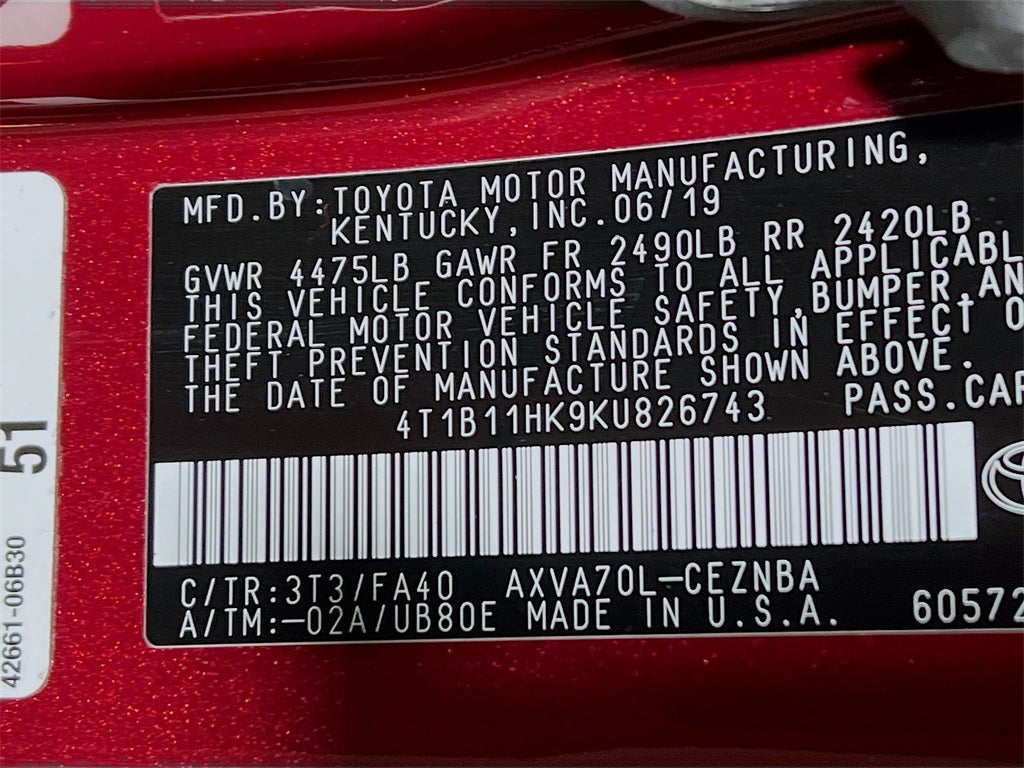 MFD.BY:TOYOTA MOTOR MANUFACTURING,
KENTUCKY,INC.06/19
GVWR 4475LB GAWR FR 2490LB RR 2420LB
THIS VEHICLE CONFORMS TO ALL APPLICABL
FEDERAL MOTOR VEHICLE SAFETY,BUMPER,AN
THEFT PREVENTION STANDARDS IN EFFECT O
THE DATE OF MANUFACTURE SHOWN ABOVE.
4T1B11HK9KU826743 PASS.CAR
C/TR:3T3/FA40 AXVA70L-CEZNBA
A/TM:-02A/UB80E MADE IN U.S.A. 60572
51
42661-06B30